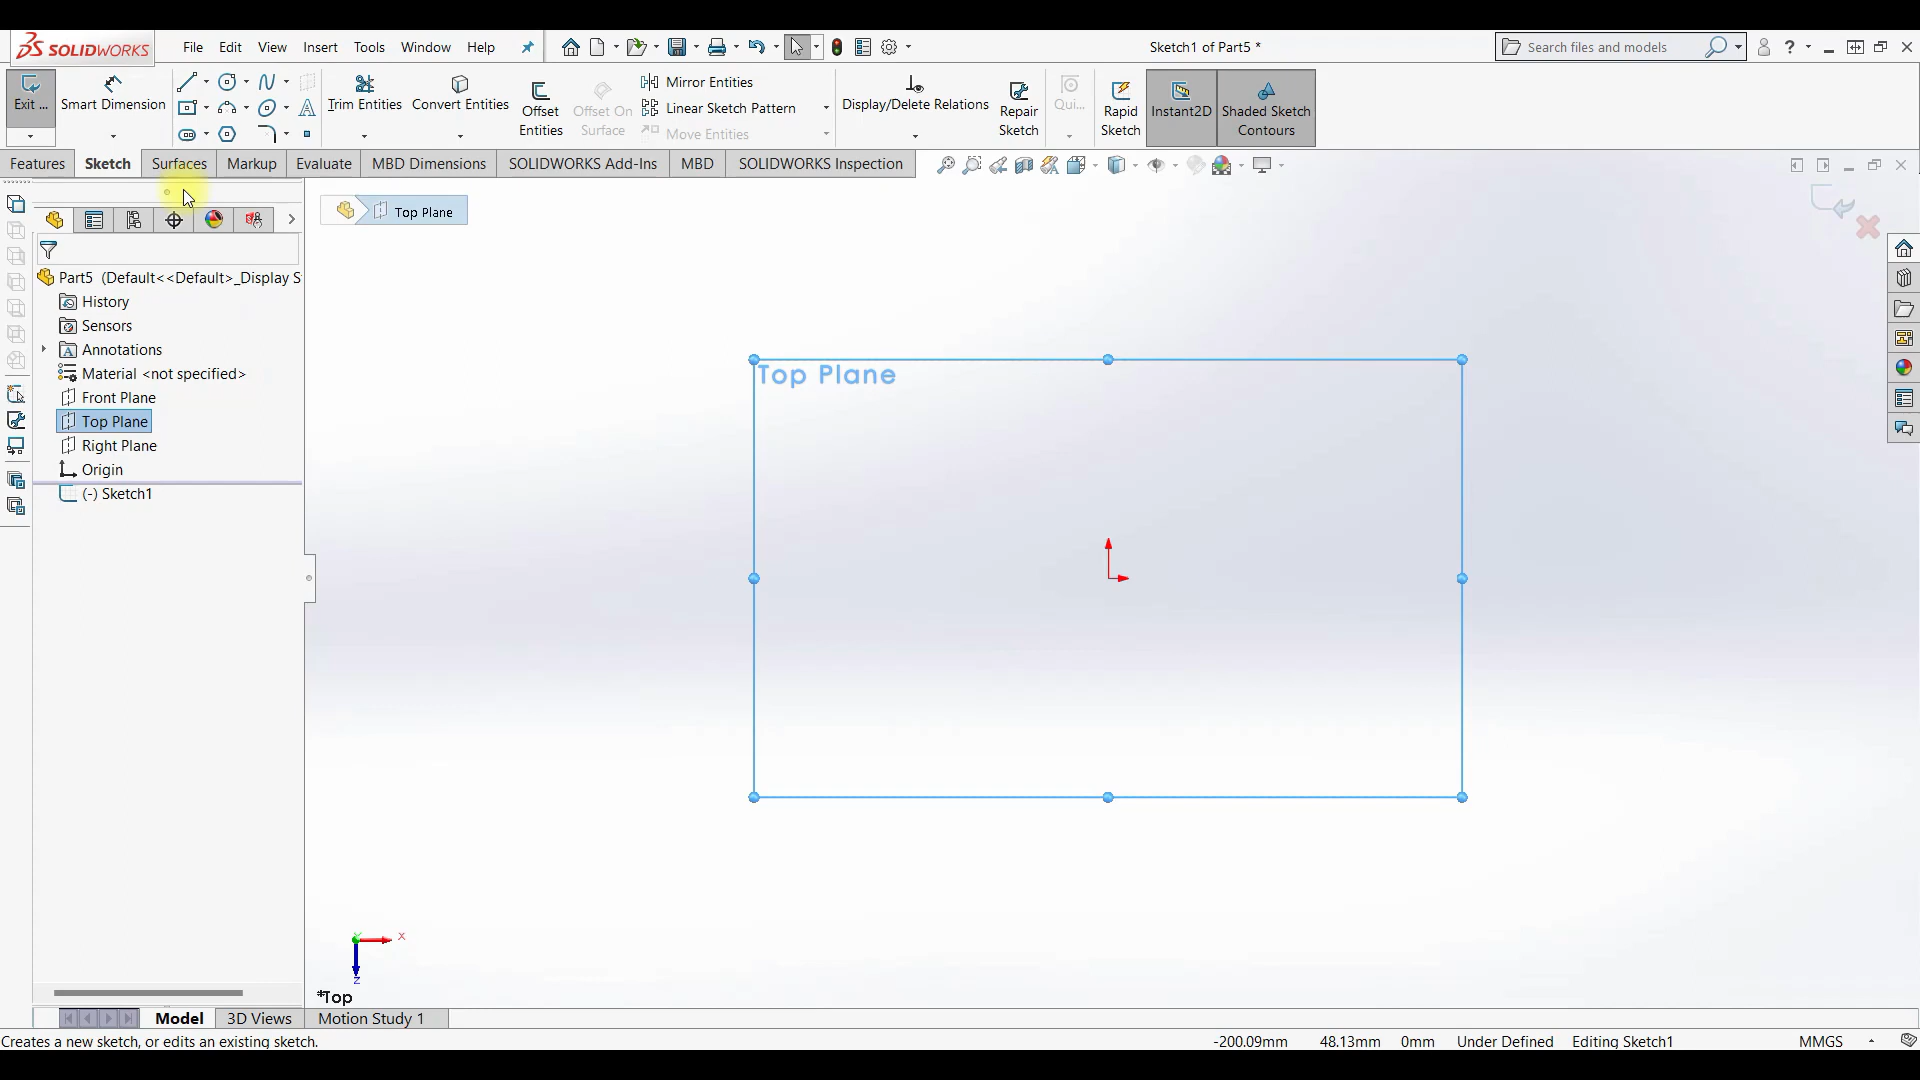 SOLIDWORKS
File Edit View Insert Tools Window Help
Sketch1 of Part5 *
Search files and models
?
Exit ...
Smart Dimension
Trim Entities
Convert Entities
Offset Entities
Offset On Surface
Mirror Entities
Linear Sketch Pattern
Move Entities
Display/Delete Relations
Repair Sketch
Qui...
Rapid Sketch
Instant2D
Shaded Sketch Contours
Features Sketch Surfaces Markup Evaluate MBD Dimensions SOLIDWORKS Add-Ins MBD SOLIDWORKS Inspection
Top Plane
Part5 (Default<<Default>_Display S
History
Sensors
Annotations
Material <not specified>
Front Plane
Top Plane
Right Plane
Origin
(-) Sketch1
Top Plane
X
Y
Z
*Top
Model 3D Views Motion Study 1
Creates a new sketch, or edits an existing sketch.
-200.09mm 48.13mm 0mm Under Defined Editing Sketch1 MMGS